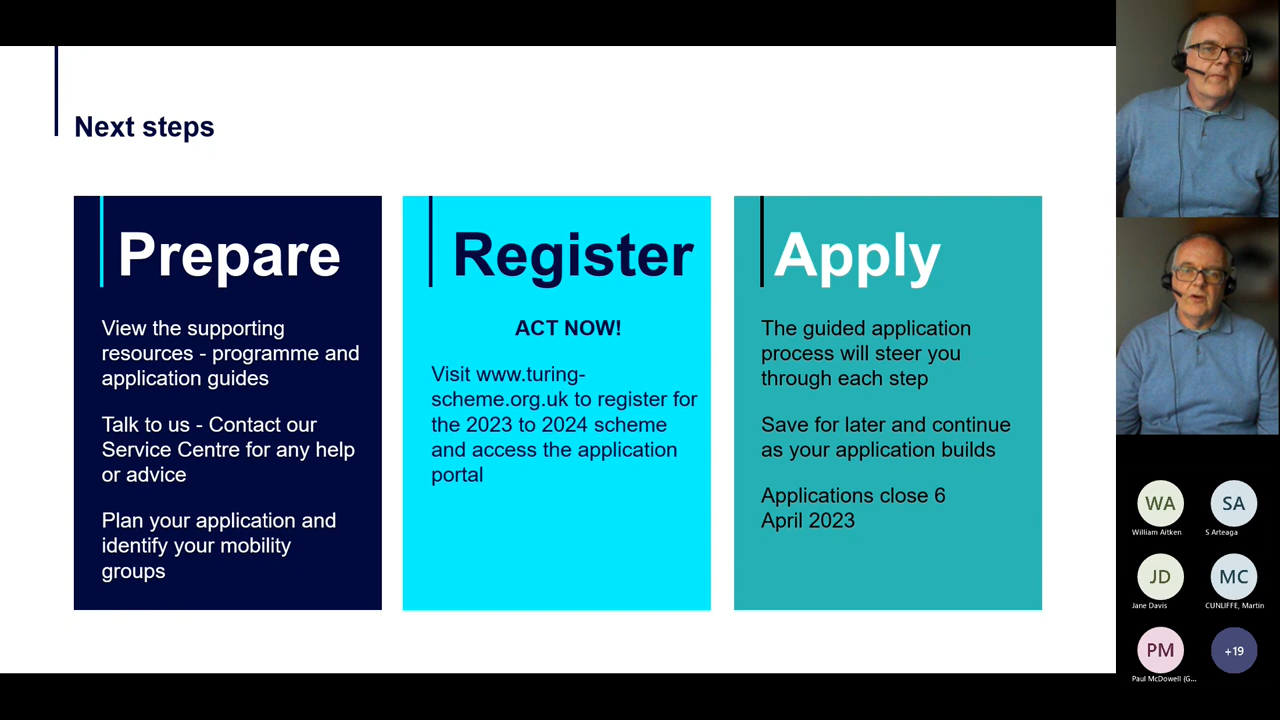 Next steps
Prepare
View the supporting
resources - programme and
application guides
Talk to us - Contact our
Service Centre for any help
or advice
Plan your application and
identify your mobility
groups
Register
ACT NOW!
Visit www.turing-
scheme.org.uk to register for
the 2023 to 2024 scheme
and access the application
portal
Apply
The guided application
process will steer you
through each step
Save for later and continue
as your application builds
Applications close 6
April 2023
WA
William Aitken
SA
S Arteaga
JD
Jane Davis
MC
CUNLIFFE, Martin
PM
Paul McDowell (G...
+19